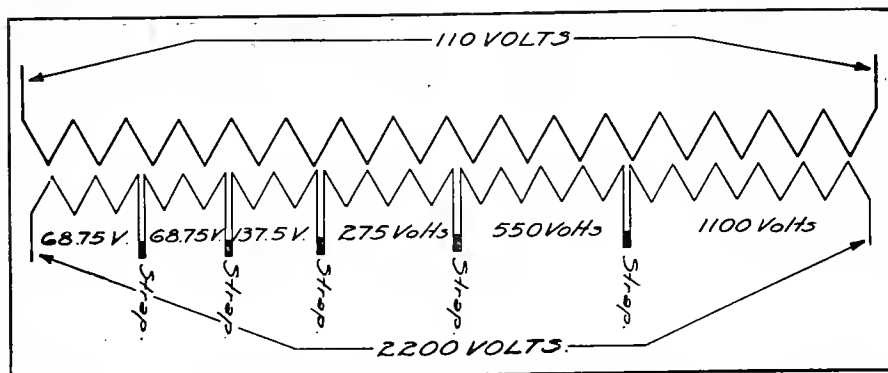 110 VOLTS
68.75 V. 68.75 V. 137.5 V. 275 Volts 550 Volts 1100 Volts
Strap. Strap. Strap. Strap. Strap.
2200 VOLTS.